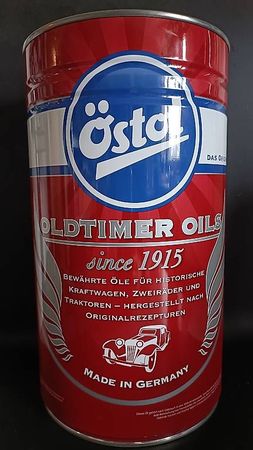 Östol
DAS ORI
OLDTIMER OILS
since 1915
BEWÄHRTE ÖLE FÜR HISTORISCHE
KRAFTWAGEN, ZWEIRÄDER UND
TRAKTOREN – HERGESTELLT NACH
ORIGINALREZEPTUREN
MADE IN GERMANY